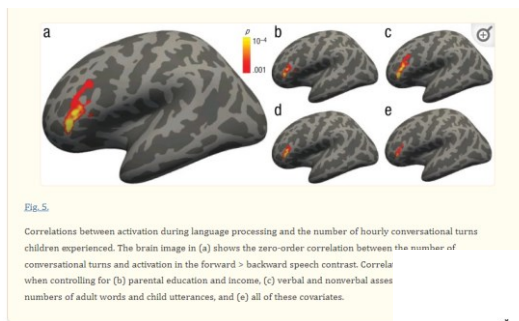 a
b
c
p
10-4
.001
d
e
Fig. 5.
Correlations between activation during language processing and the number of hourly conversational turns
children experienced. The brain image in (a) shows the zero-order correlation between the number of
conversational turns and activation in the forward > backward speech contrast.
when controlling for (b) parental education and income, (c) verbal and nonverbal
numbers of adult words and child utterances, and (e) all of these covariates.